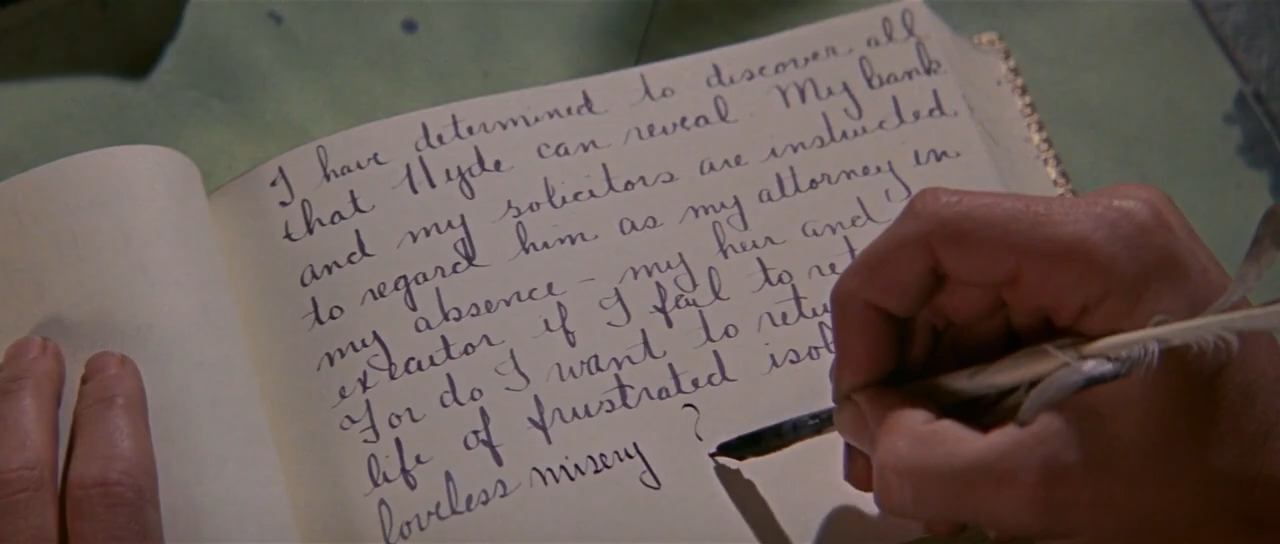 I have determined to discover all
that Hyde can reveal. My bank
and my solicitors are instructed
to regard him as my attorney in
my absence - my heir and
executor if I fail to
For do I want to
life of frustrated
loveless misery ?